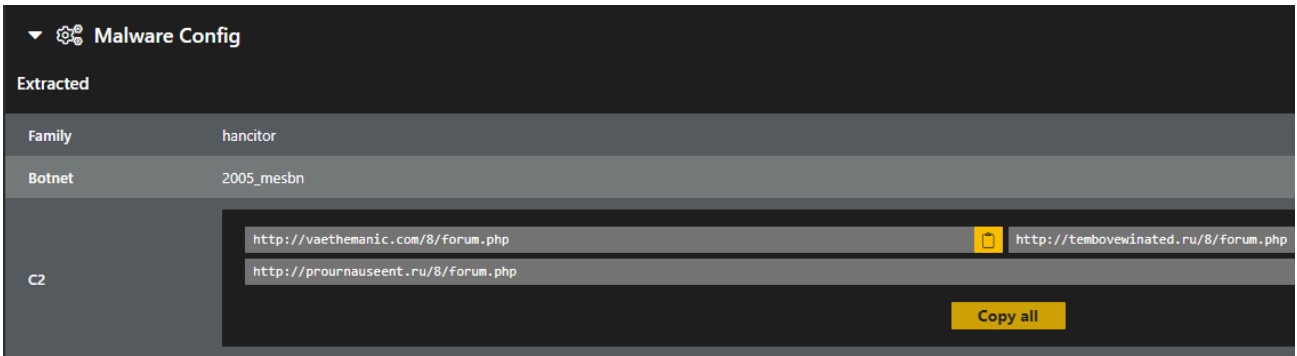 Malware Config
Extracted
Family hancitor
Botnet 2005_mesbn
C2
http://vaethemanic.com/8/forum.php http://tembovewinated.ru/8/forum.php
http://prournauseent.ru/8/forum.php
Copy all